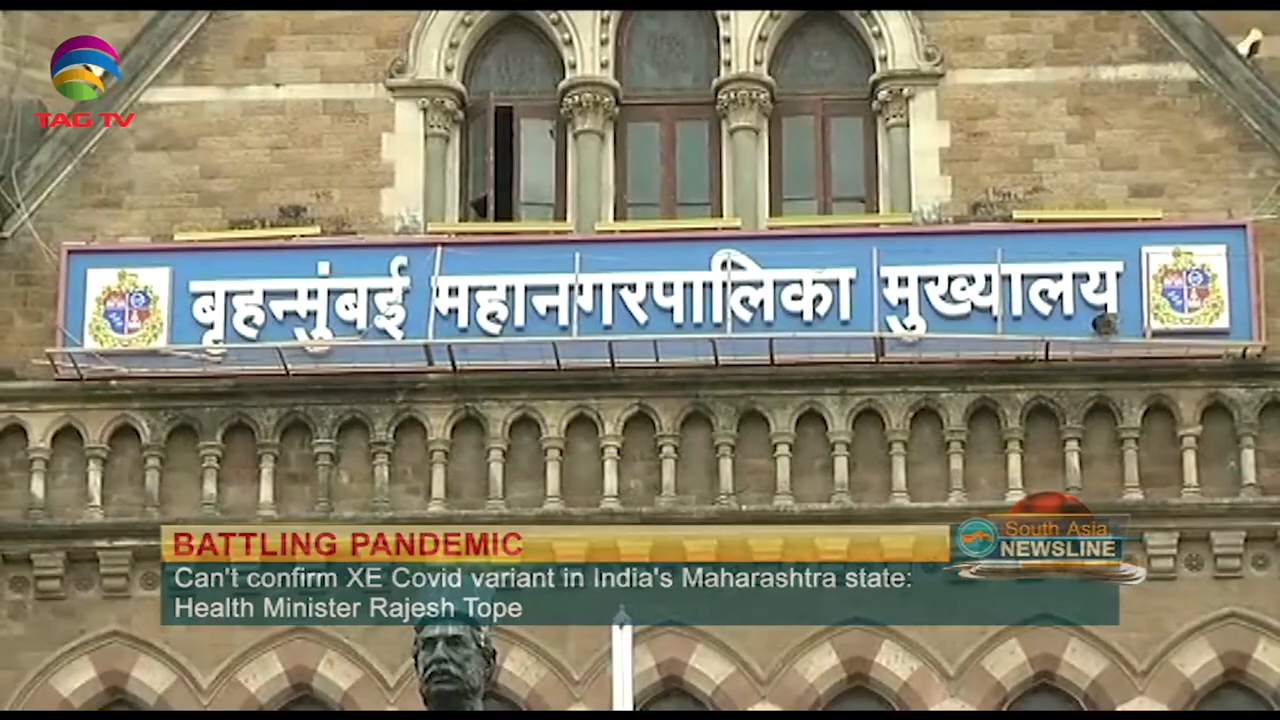 TAG TV
बृहन्मुंबई महानगरपालिका मुख्यालय
South Asia
NEWSLINE
BATTLING PANDEMIC
Can't confirm XE Covid variant in India's Maharashtra state:
Health Minister Rajesh Tope